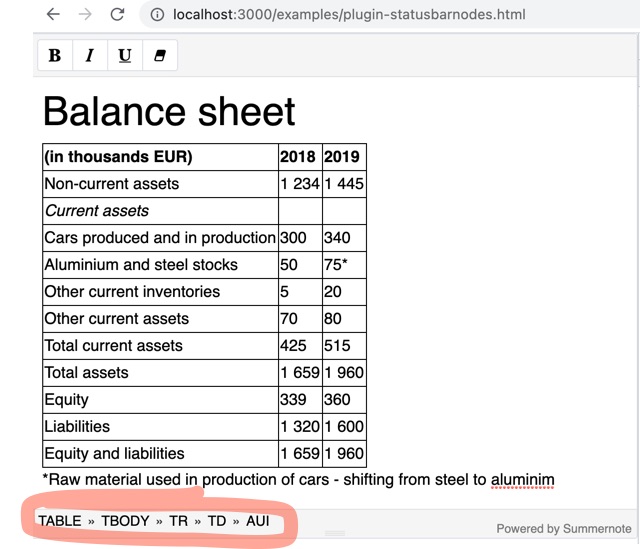 localhost:3000/examples/plugin-statusbarnodes.html
B I U
Balance sheet
(in thousands EUR) 2018 2019
Non-current assets 1 234 1 445
Current assets
Cars produced and in production 300 340
Aluminium and steel stocks 50 75*
Other current inventories 5 20
Other current assets 70 80
Total current assets 425 515
Total assets 1 659 1 960
Equity 339 360
Liabilities 1 320 1 600
Equity and liabilities 1 659 1 960
*Raw material used in production of cars - shifting from steel to aluminim
TABLE » TBODY » TR » TD » AUI
Powered by Summernote